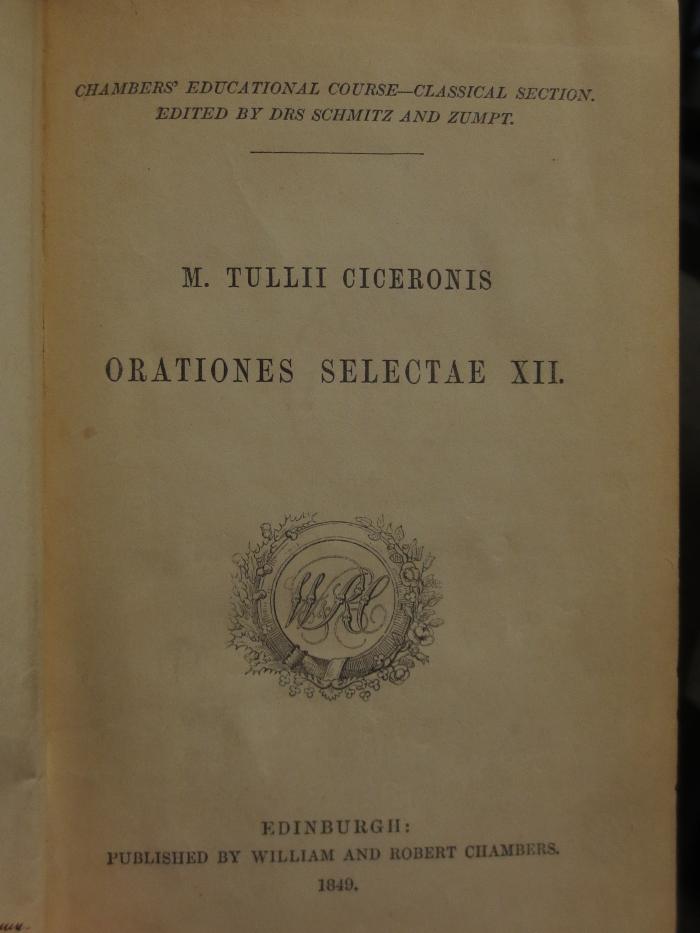 CHAMBERS' EDUCATIONAL COURSE—CLASSICAL SECTION.
EDITED BY DRS SCHMITZ AND ZUMPT.
M. TULLII CICERONIS
ORATIONES SELECTAE XII.
W & R C
EDINBURGH:
PUBLISHED BY WILLIAM AND ROBERT CHAMBERS.
1849.